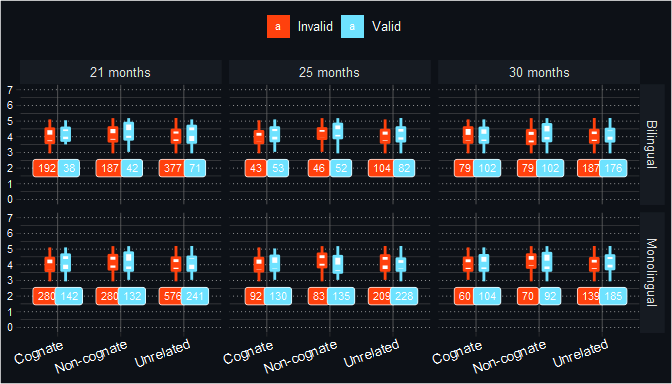 a Invalid a Valid
21 months 25 months 30 months
7
6
5
4
3
2
1
0
192 38 187 42 377 71 43 53 46 52 104 82 79 102 79 102 187 176
Bilingual
7
6
5
4
3
2
1
0
280 142 280 132 576 241 92 130 83 135 209 228 60 104 70 92 139 185
Monolingual
Cognate Non-cognate Unrelated Cognate Non-cognate Unrelated Cognate Non-cognate Unrelated